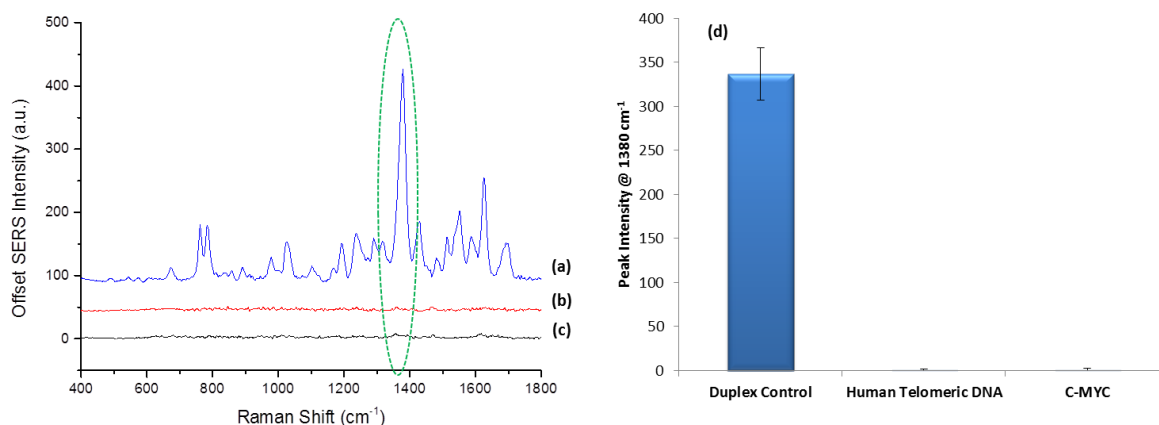 500
400
300
200
100
0
Offset SERS Intensity (a.u.)
(a)
(b)
(c)
400 600 800 1000 1200 1400 1600 1800
Raman Shift (cm⁻¹)
(d)
400
350
300
250
200
150
100
50
0
Peak Intensity @ 1380 cm⁻¹
Duplex Control Human Telomeric DNA C-MYC